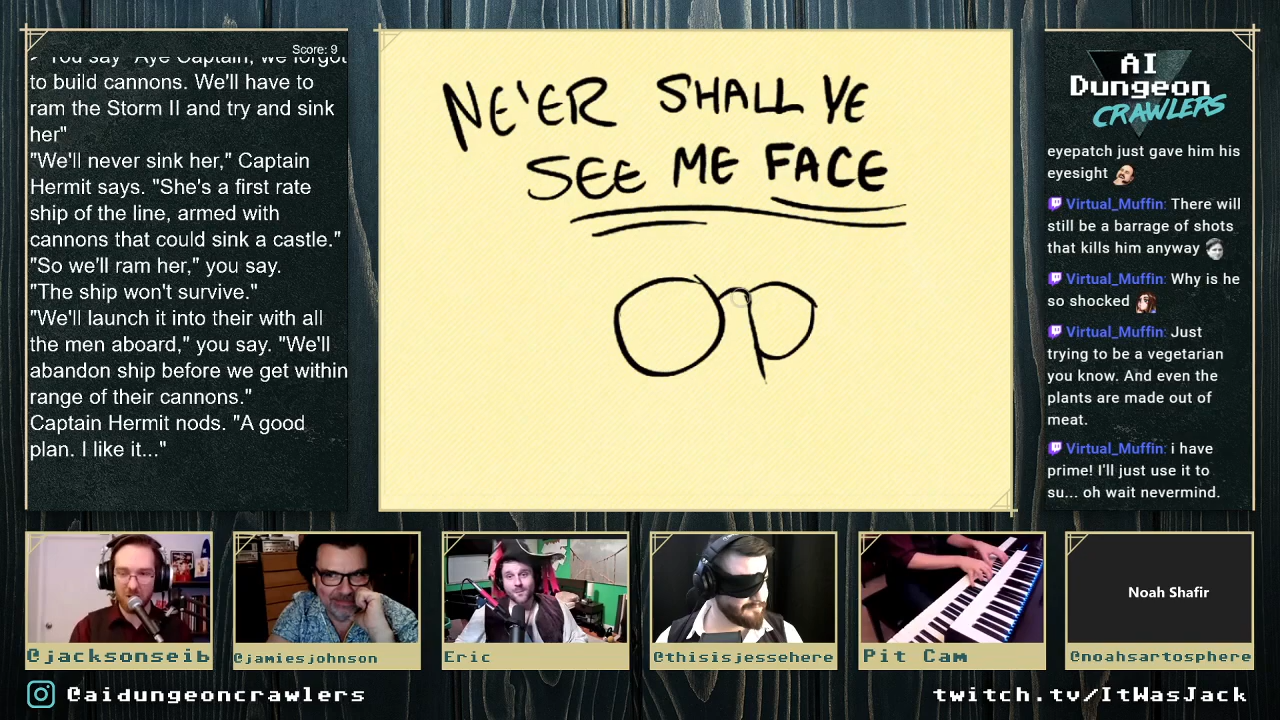 Score: 9
> You say "Aye Captain, we forgot
to build cannons. We'll have to
ram the Storm II and try and sink
her"
"We'll never sink her," Captain
Hermit says. "She's a first rate
ship of the line, armed with
cannons that could sink a castle."
"So we'll ram her," you say.
"The ship won't survive."
"We'll launch it into their with all
the men aboard," you say. "We'll
abandon ship before we get within
range of their cannons."
Captain Hermit nods. "A good
plan. I like it..."
NE'ER SHALL YE
SEE ME FACE
AI
Dungeon
CRAWLERS
eyepatch just gave him his
eyesight
Virtual_Muffin: There will
still be a barrage of shots
that kills him anyway
Virtual_Muffin: Why is he
so shocked
Virtual_Muffin: Just
trying to be a vegetarian
you know. And even the
plants are made out of
meat.
Virtual_Muffin: i have
prime! I'll just use it to
su... oh wait nevermind.
Noah Shafir
@jacksonseib
@jamiesjohnson
Eric
@thisisjessehere
Pit Cam
@noahsartosphere
@aidungeoncrawlers
twitch.tv/ItWasJack